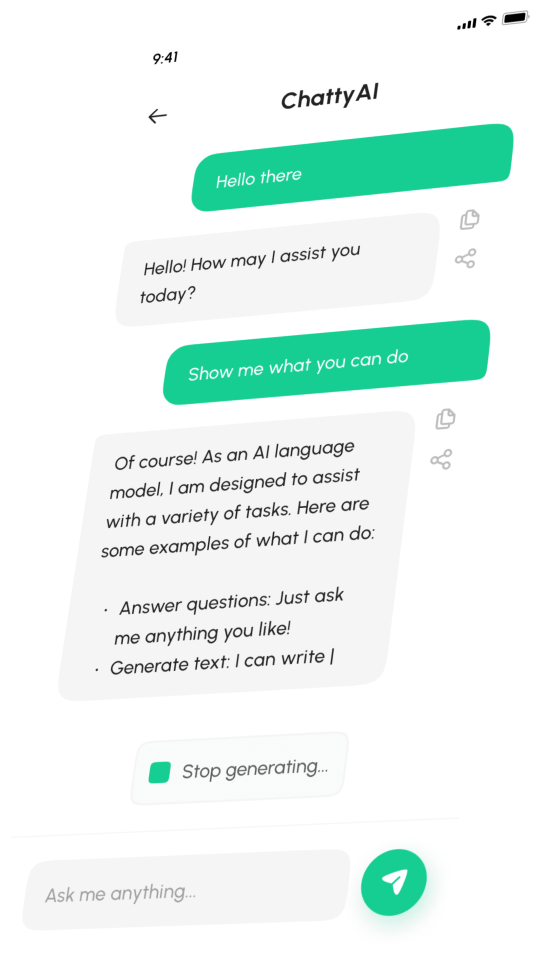 9:41
ChattyAI
Hello there
Hello! How may I assist you
today?
Show me what you can do
Of course! As an AI language
model, I am designed to assist
with a variety of tasks. Here are
some examples of what I can do:
· Answer questions: Just ask
me anything you like!
· Generate text: I can write |
Stop generating...
Ask me anything...